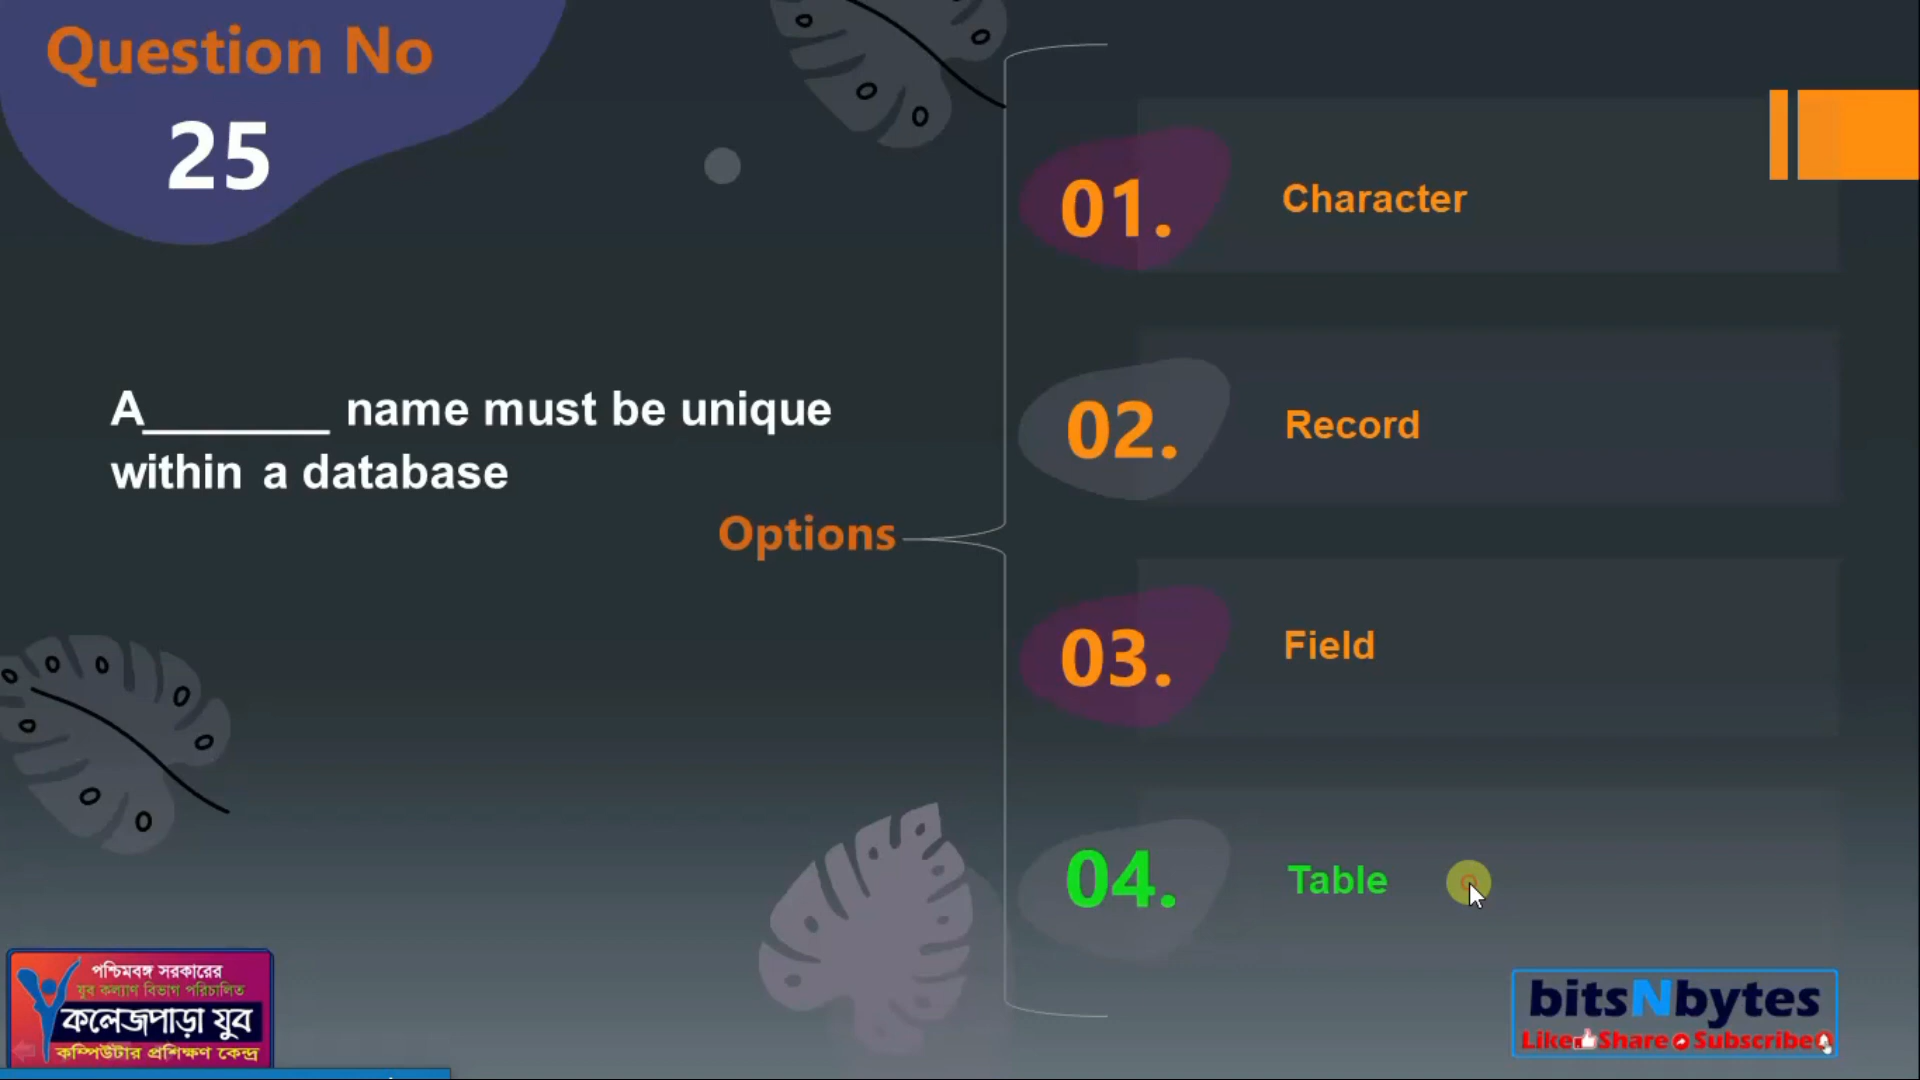 Question No
25
A_______ name must be unique
within a database
Options
01.
Character
02.
Record
03.
Field
04.
Table
পশ্চিমবঙ্গ সরকারের
যুব কল্যাণ বিভাগ পরিচালিত
কলেজপাড়া যুব
কম্পিউটার প্রশিক্ষণ কেন্দ্র
bitsNbytes
Like Share Subscribe